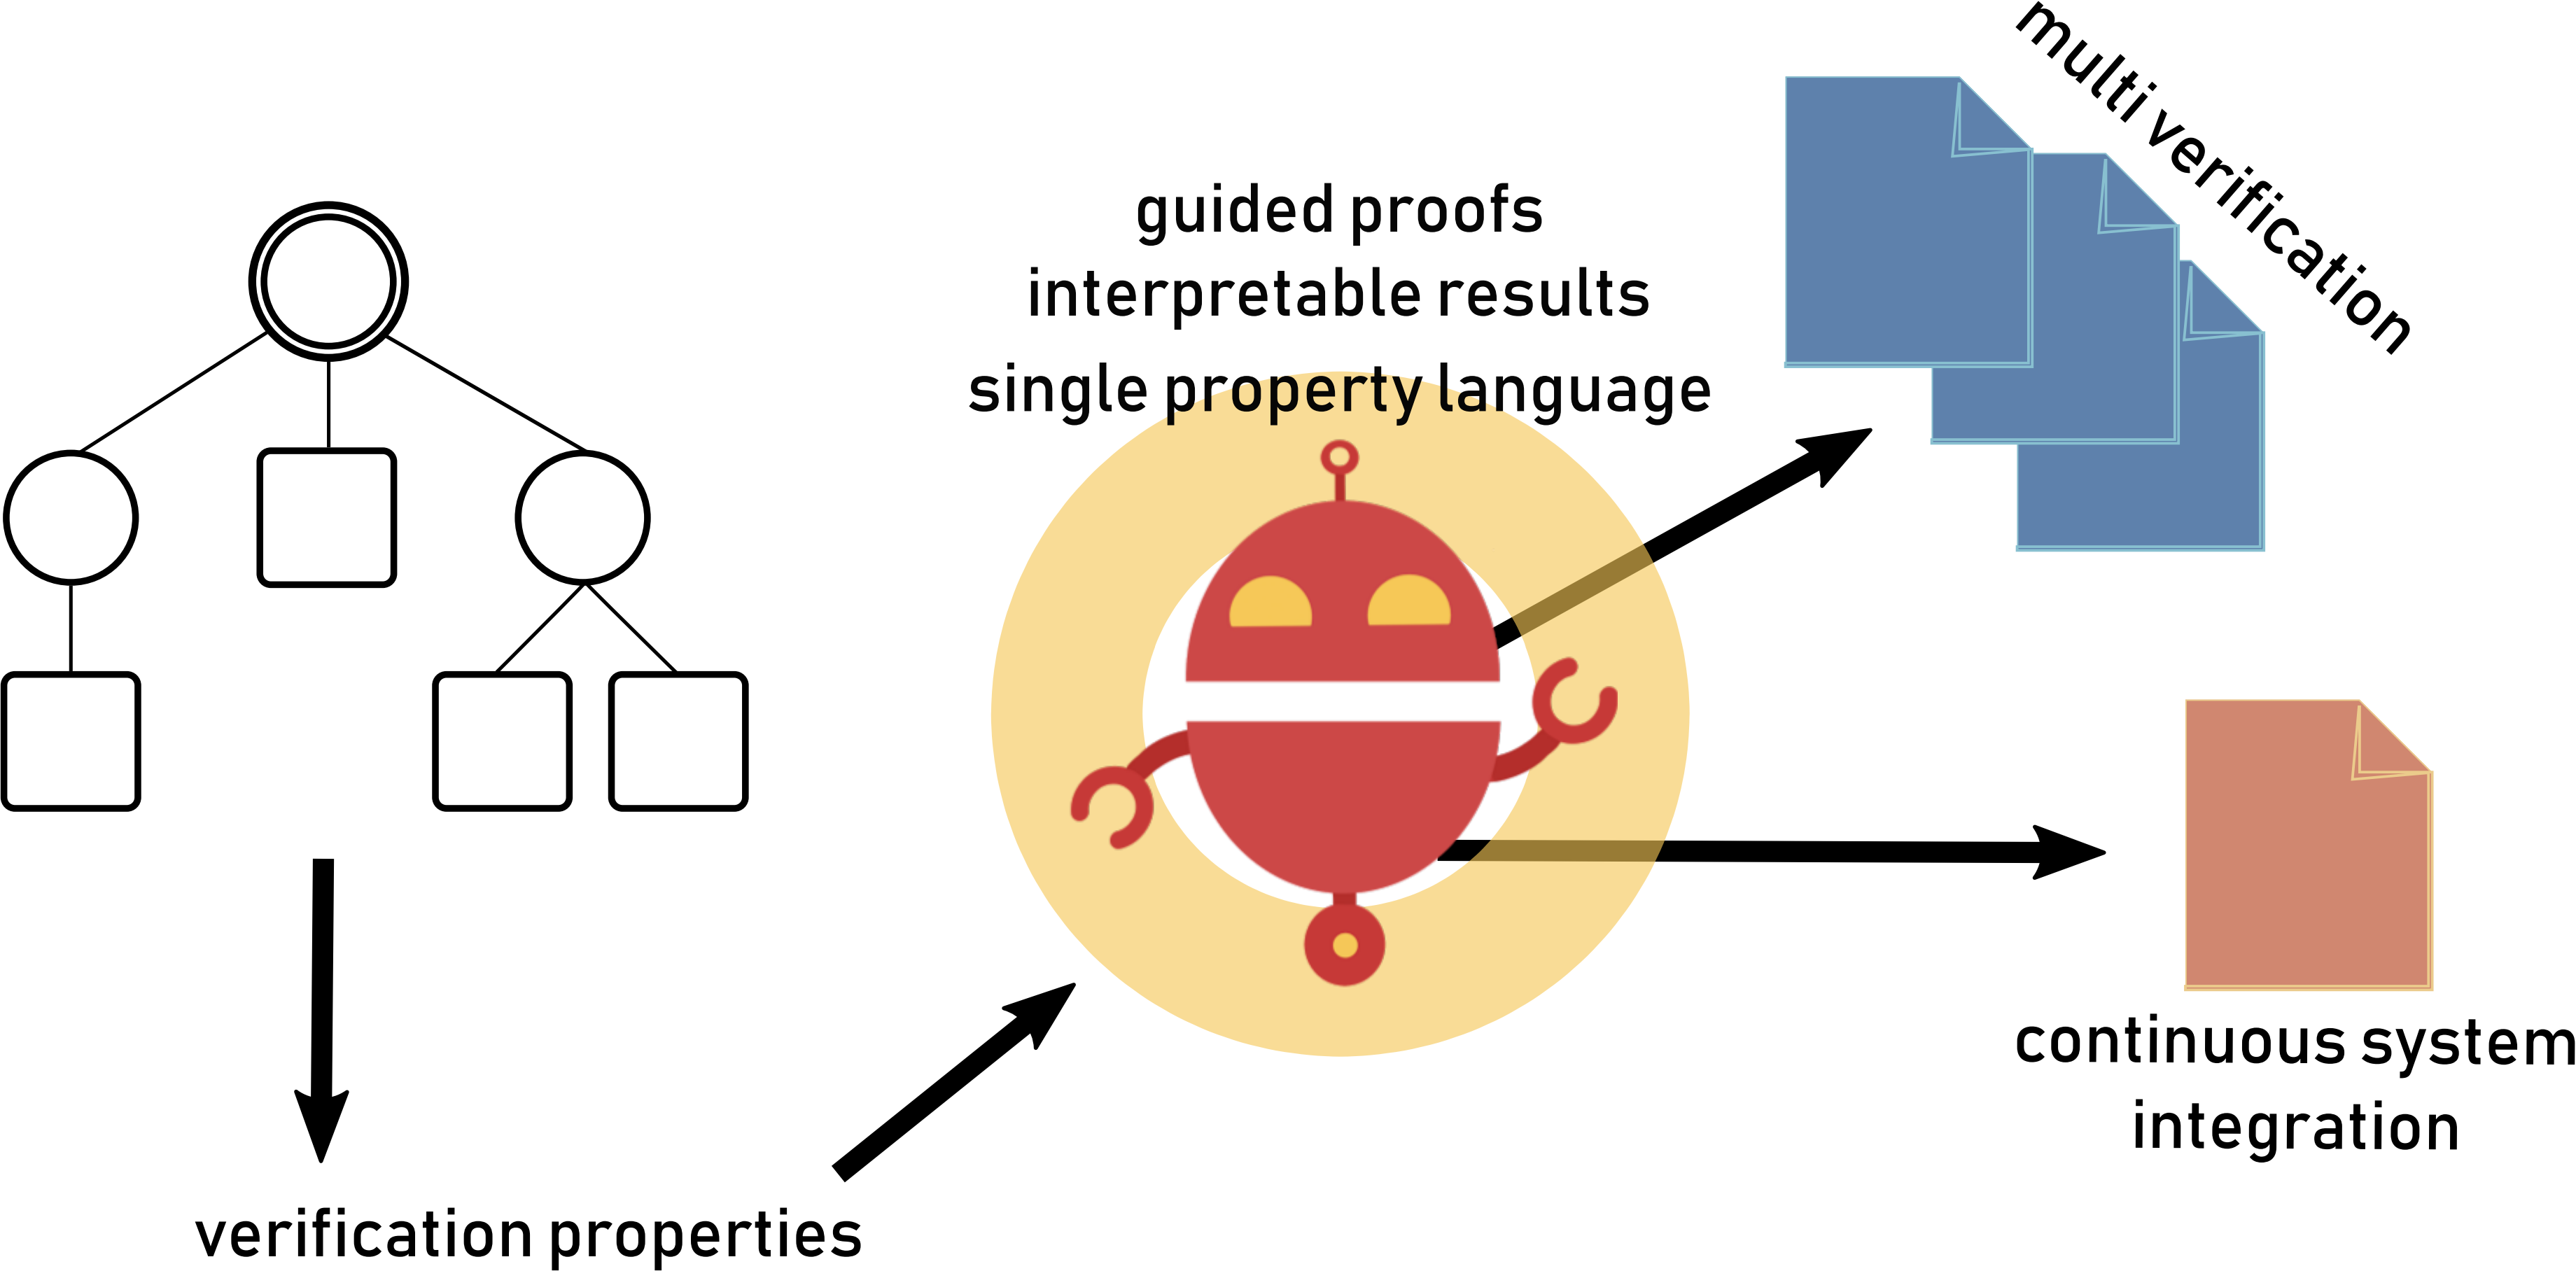 multi verification
guided proofs
interpretable results
single property language
continuous system
integration
verification properties